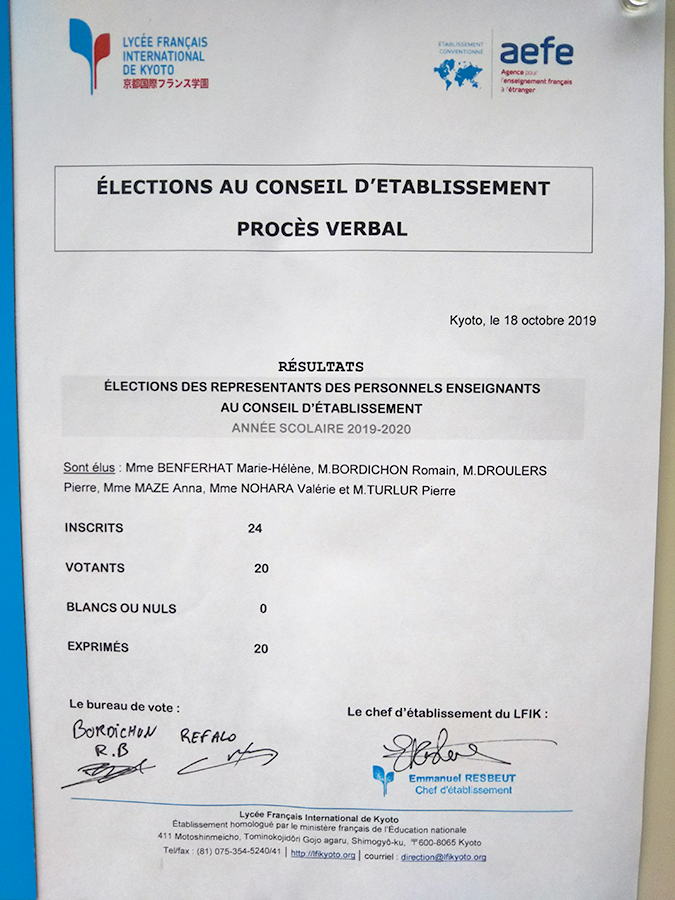 LYCÉE FRANÇAIS
INTERNATIONAL
DE KYOTO
京都国際フランス学園
ÉTABLISSEMENT
CONVENTIONNÉ
aefe
Agence pour
l'enseignement français
à l'étranger
ÉLECTIONS AU CONSEIL D'ETABLISSEMENT
PROCÈS VERBAL
Kyoto, le 18 octobre 2019
RÉSULTATS
ÉLECTIONS DES REPRESENTANTS DES PERSONNELS ENSEIGNANTS
AU CONSEIL D'ÉTABLISSEMENT
ANNÉE SCOLAIRE 2019-2020
Sont élus : Mme BENFERHAT Marie-Hélène, M.BORDICHON Romain, M.DROULERS
Pierre, Mme MAZE Anna, Mme NOHARA Valérie et M.TURLUR Pierre
INSCRITS 24
VOTANTS 20
BLANCS OU NULS 0
EXPRIMÉS 20
Le bureau de vote :
BORDICHON
R.B
REFALO
Le chef d'établissement du LFIK :
Emmanuel RESBEUT
Chef d'établissement
Lycée Français International de Kyoto
Établissement homologué par le ministère français de l'Éducation nationale
411 Motoshinmeicho, Tominokojidôri Gojo agaru, Shimogyô-ku, 〒600-8065 Kyoto
Tel/fax : (81) 075-354-5240/41 | http://lfikyoto.org | courriel : direction@lfikyoto.org